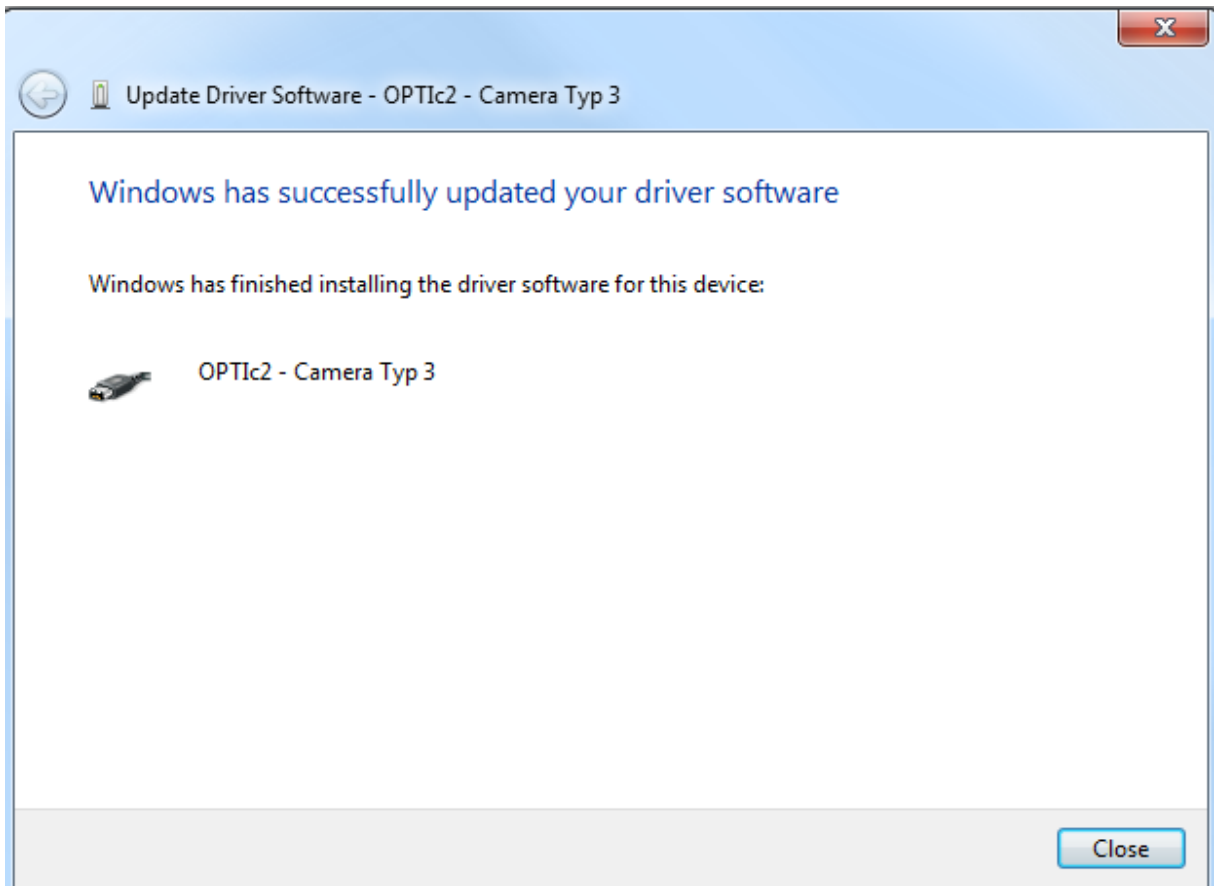 Update Driver Software - OPTIc2 - Camera Typ 3
Windows has successfully updated your driver software
Windows has finished installing the driver software for this device:
OPTIc2 - Camera Typ 3
Close